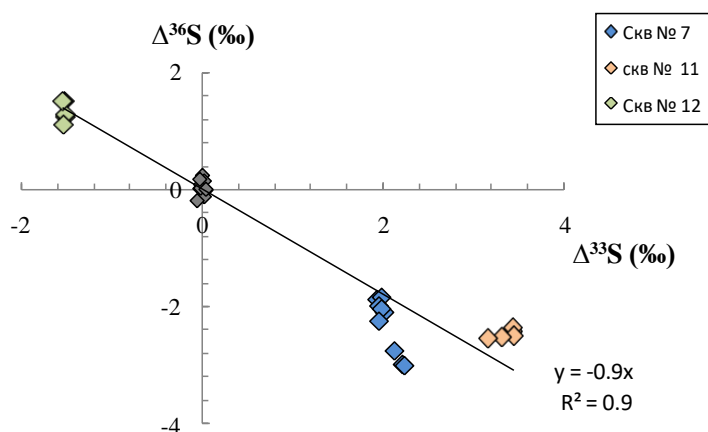 Δ³⁶S (‰)
Скв № 7
скв № 11
Скв № 12
2
0
-2
0
2
4
Δ³³S (‰)
-2
y = -0.9x
R² = 0.9
-4